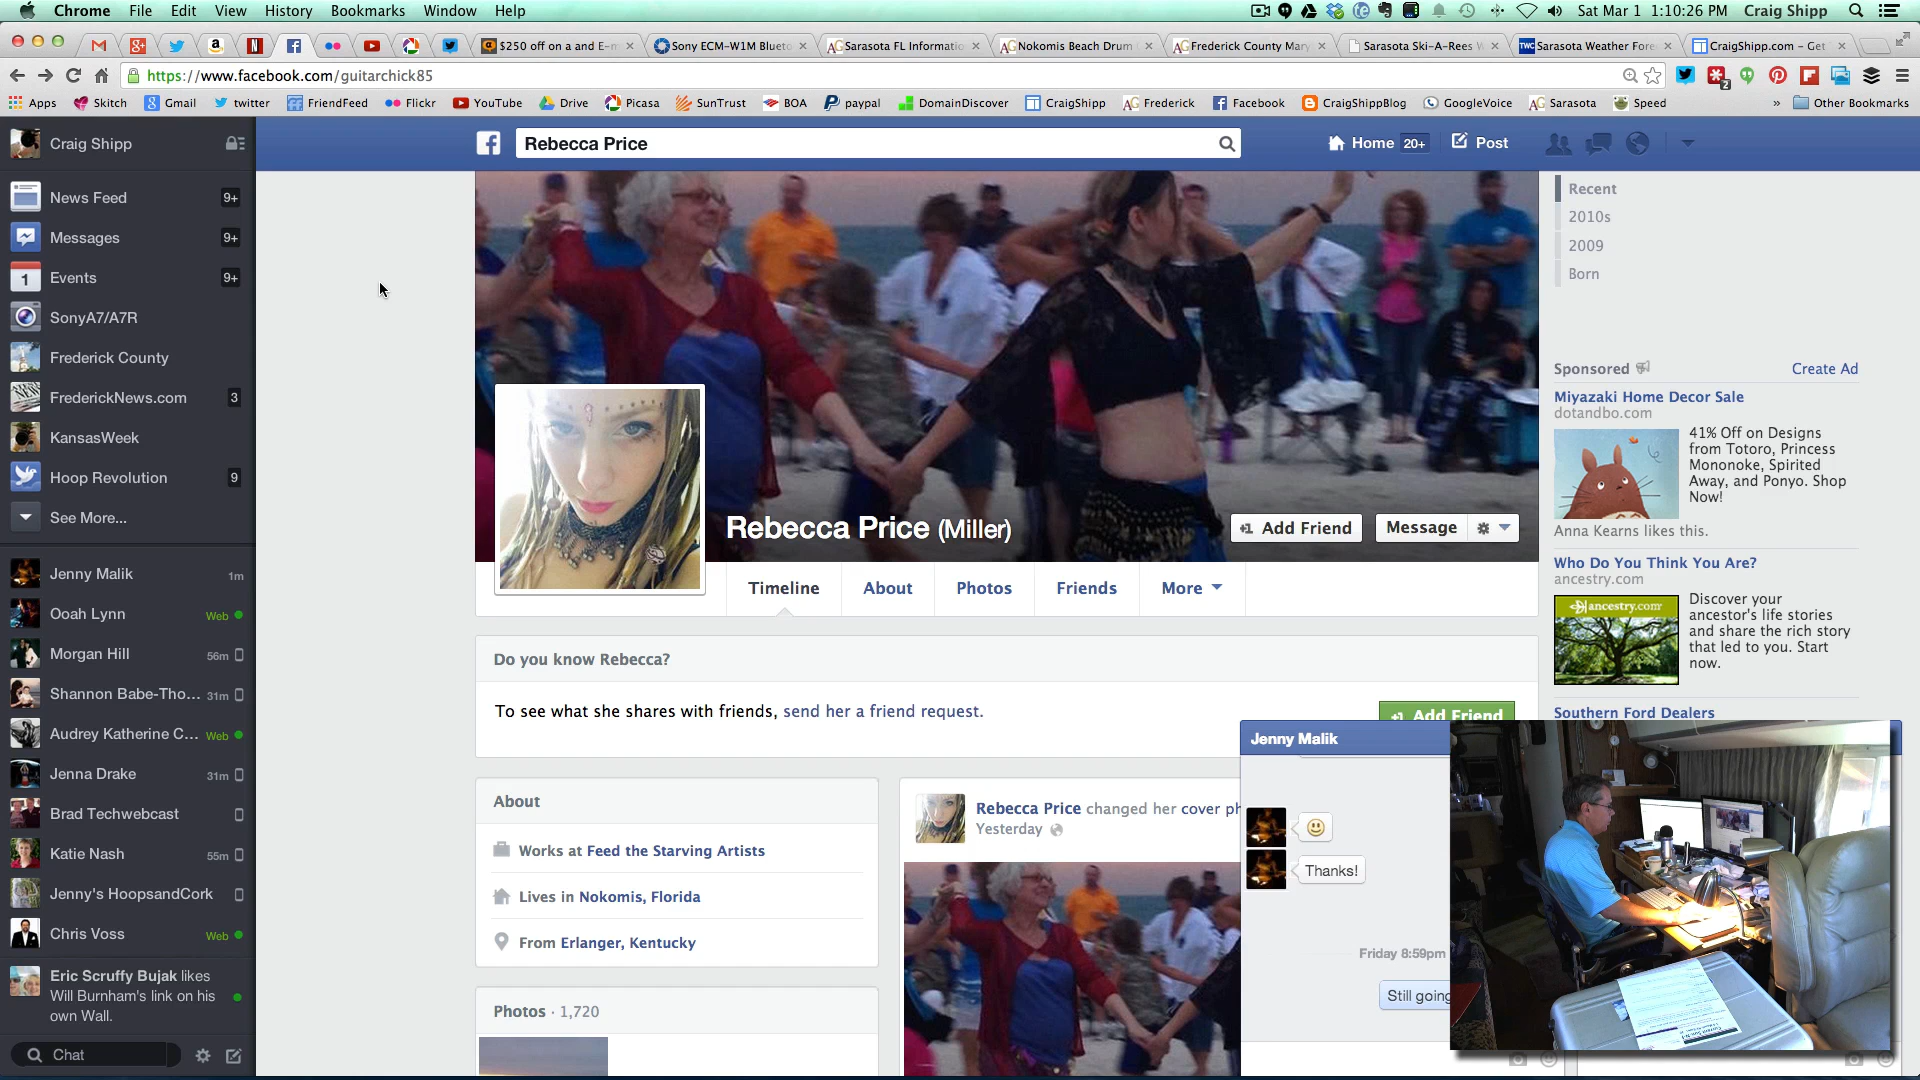 Chrome File Edit View History Bookmarks Window Help
Sat Mar 1 1:10:26 PM Craig Shipp
$250 off on a and E-m
Sony ECM-W1M Blueto
Sarasota FL Informatio
Nokomis Beach Drum
Frederick County Mary
Sarasota Ski-A-Rees W
Sarasota Weather Fore
CraigShipp.com - Get
https://www.facebook.com/guitarchick85
Apps Skitch Gmail twitter FriendFeed Flickr YouTube Drive Picasa SunTrust BOA paypal DomainDiscover CraigShipp Frederick Facebook CraigShippBlog GoogleVoice Sarasota Speed » Other Bookmarks
Craig Shipp
Rebecca Price
Home 20+ Post
News Feed 9+
Messages 9+
1 Events 9+
SonyA7/A7R
Frederick County
FrederickNews.com 3
KansasWeek
Hoop Revolution 9
See More...
Jenny Malik 1m
Ooah Lynn Web
Morgan Hill 56m
Shannon Babe-Tho... 31m
Audrey Katherine C... Web
Jenna Drake 31m
Brad Techwebcast
Katie Nash 55m
Jenny's HoopsandCork
Chris Voss Web
Eric Scruffy Bujak likes
Will Burnham's link on his
own Wall.
Chat
Rebecca Price (Miller)
+1 Add Friend
Message
Timeline About Photos Friends More
Do you know Rebecca?
To see what she shares with friends, send her a friend request.
+1 Add Friend
About
Works at Feed the Starving Artists
Lives in Nokomis, Florida
From Erlanger, Kentucky
Photos · 1,720
Rebecca Price changed her cover ph
Yesterday
Recent
2010s
2009
Born
Sponsored Create Ad
Miyazaki Home Decor Sale
dotandbo.com
41% Off on Designs
from Totoro, Princess
Mononoke, Spirited
Away, and Ponyo. Shop
Now!
Anna Kearns likes this.
Who Do You Think You Are?
ancestry.com
ancestry.com
Discover your
ancestor's life stories
and share the rich story
that led to you. Start
now.
Southern Ford Dealers
Jenny Malik
Thanks!
Friday 8:59pm
Still going